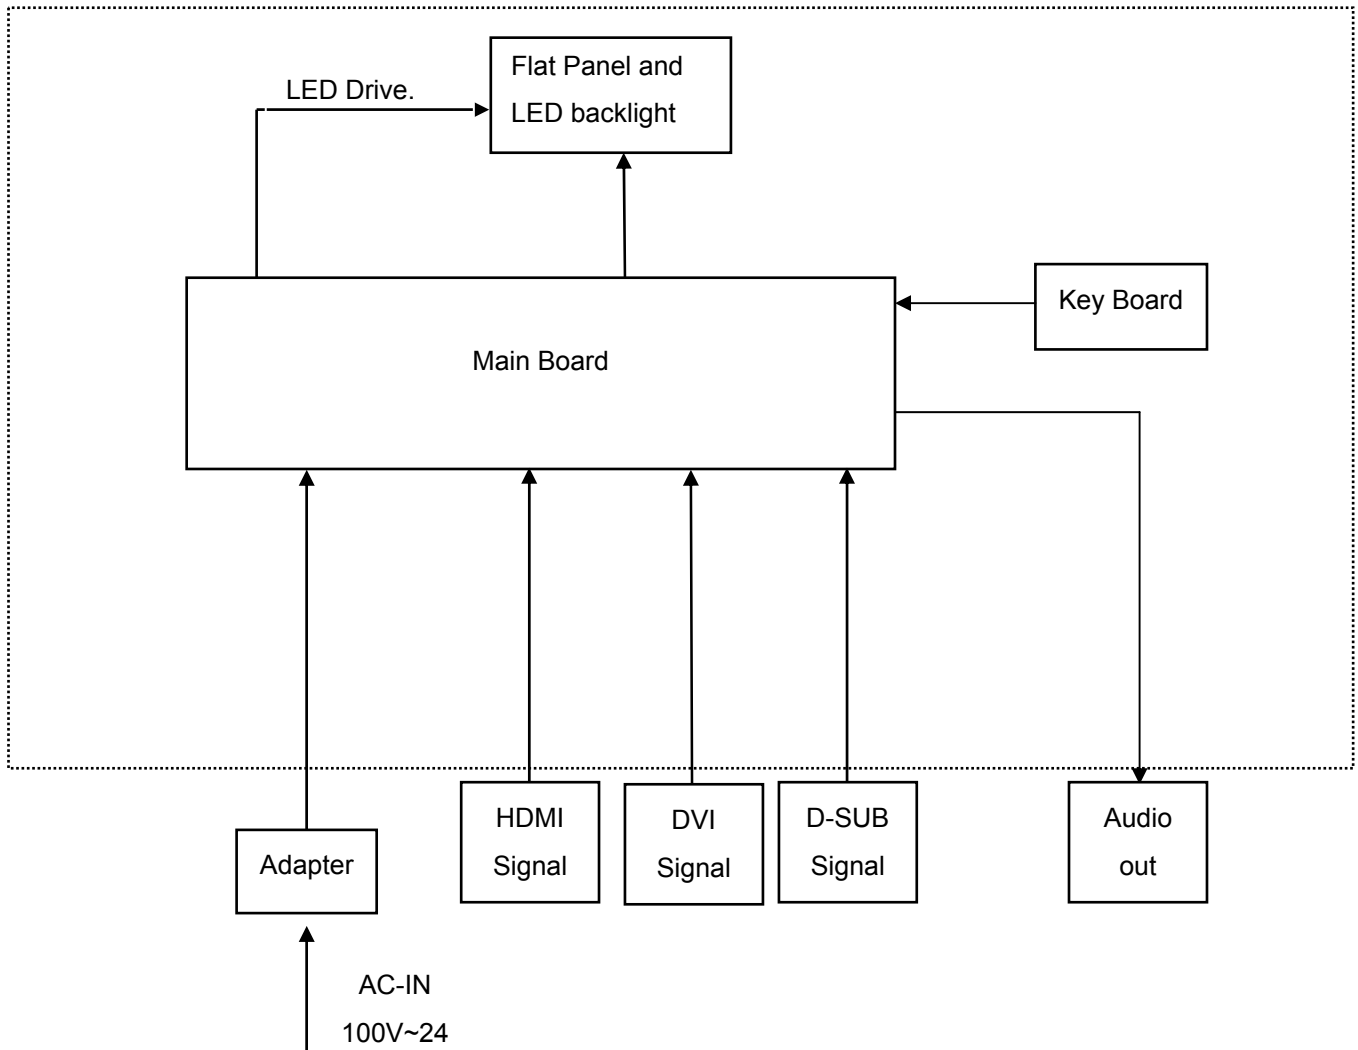 Flat Panel and
LED backlight
LED Drive.
Key Board
Main Board
HDMI
Signal
DVI
Signal
D-SUB
Signal
Audio
out
Adapter
AC-IN
100V~24